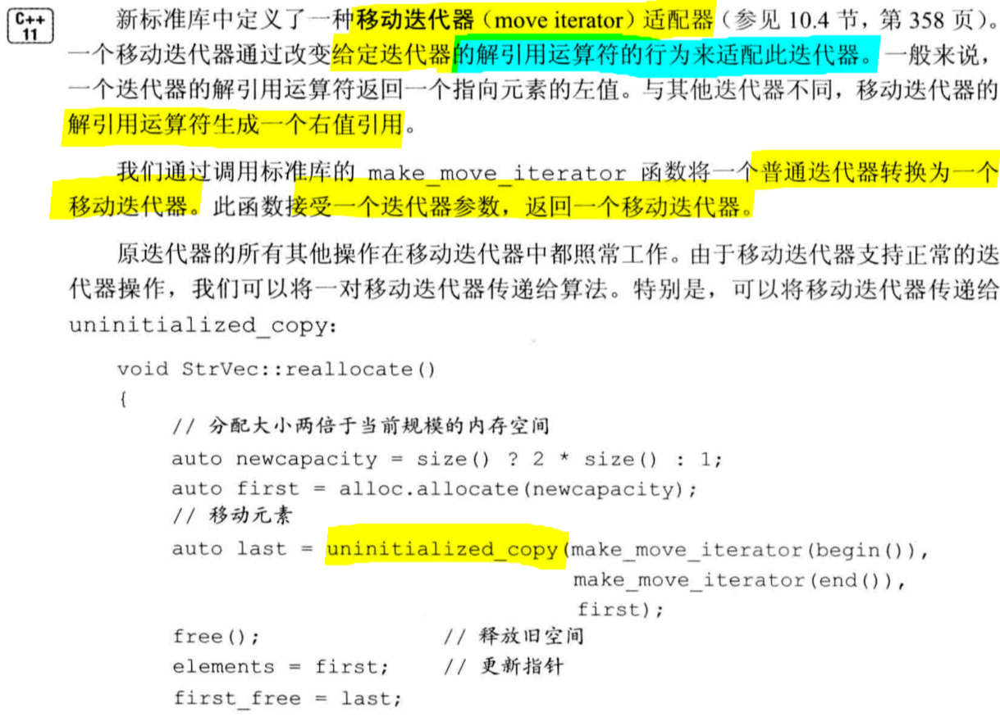 C++
11
新标准库中定义了一种移动迭代器（move iterator）适配器（参见 10.4 节，第 358 页）。
一个移动迭代器通过改变给定迭代器的解引用运算符的行为来适配此迭代器。一般来说，
一个迭代器的解引用运算符返回一个指向元素的左值。与其他迭代器不同，移动迭代器的
解引用运算符生成一个右值引用。
我们通过调用标准库的 make_move_iterator 函数将一个普通迭代器转换为一个
移动迭代器。此函数接受一个迭代器参数，返回一个移动迭代器。
原迭代器的所有其他操作在移动迭代器中都照常工作。由于移动迭代器支持正常的迭
代器操作，我们可以将一对移动迭代器传递给算法。特别是，可以将移动迭代器传递给
uninitialized_copy:
void StrVec::reallocate()
{
// 分配大小两倍于当前规模的内存空间
auto newcapacity = size() ? 2 * size() : 1;
auto first = alloc.allocate(newcapacity);
// 移动元素
auto last = uninitialized_copy(make_move_iterator(begin()),
make_move_iterator(end()),
first);
free(); // 释放旧空间
elements = first; // 更新指针
first_free = last;